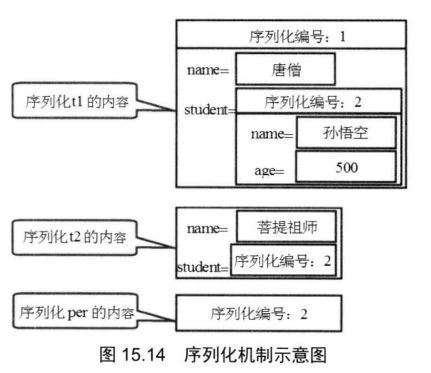 序列化编号：1
name=
唐僧
序列化t1 的内容
student=
序列化编号：2
name=
孙悟空
age=
500
序列化t2 的内容
name=
菩提祖师
student=
序列化编号：2
序列化 per 的内容
序列化编号：2
图 15.14 序列化机制示意图